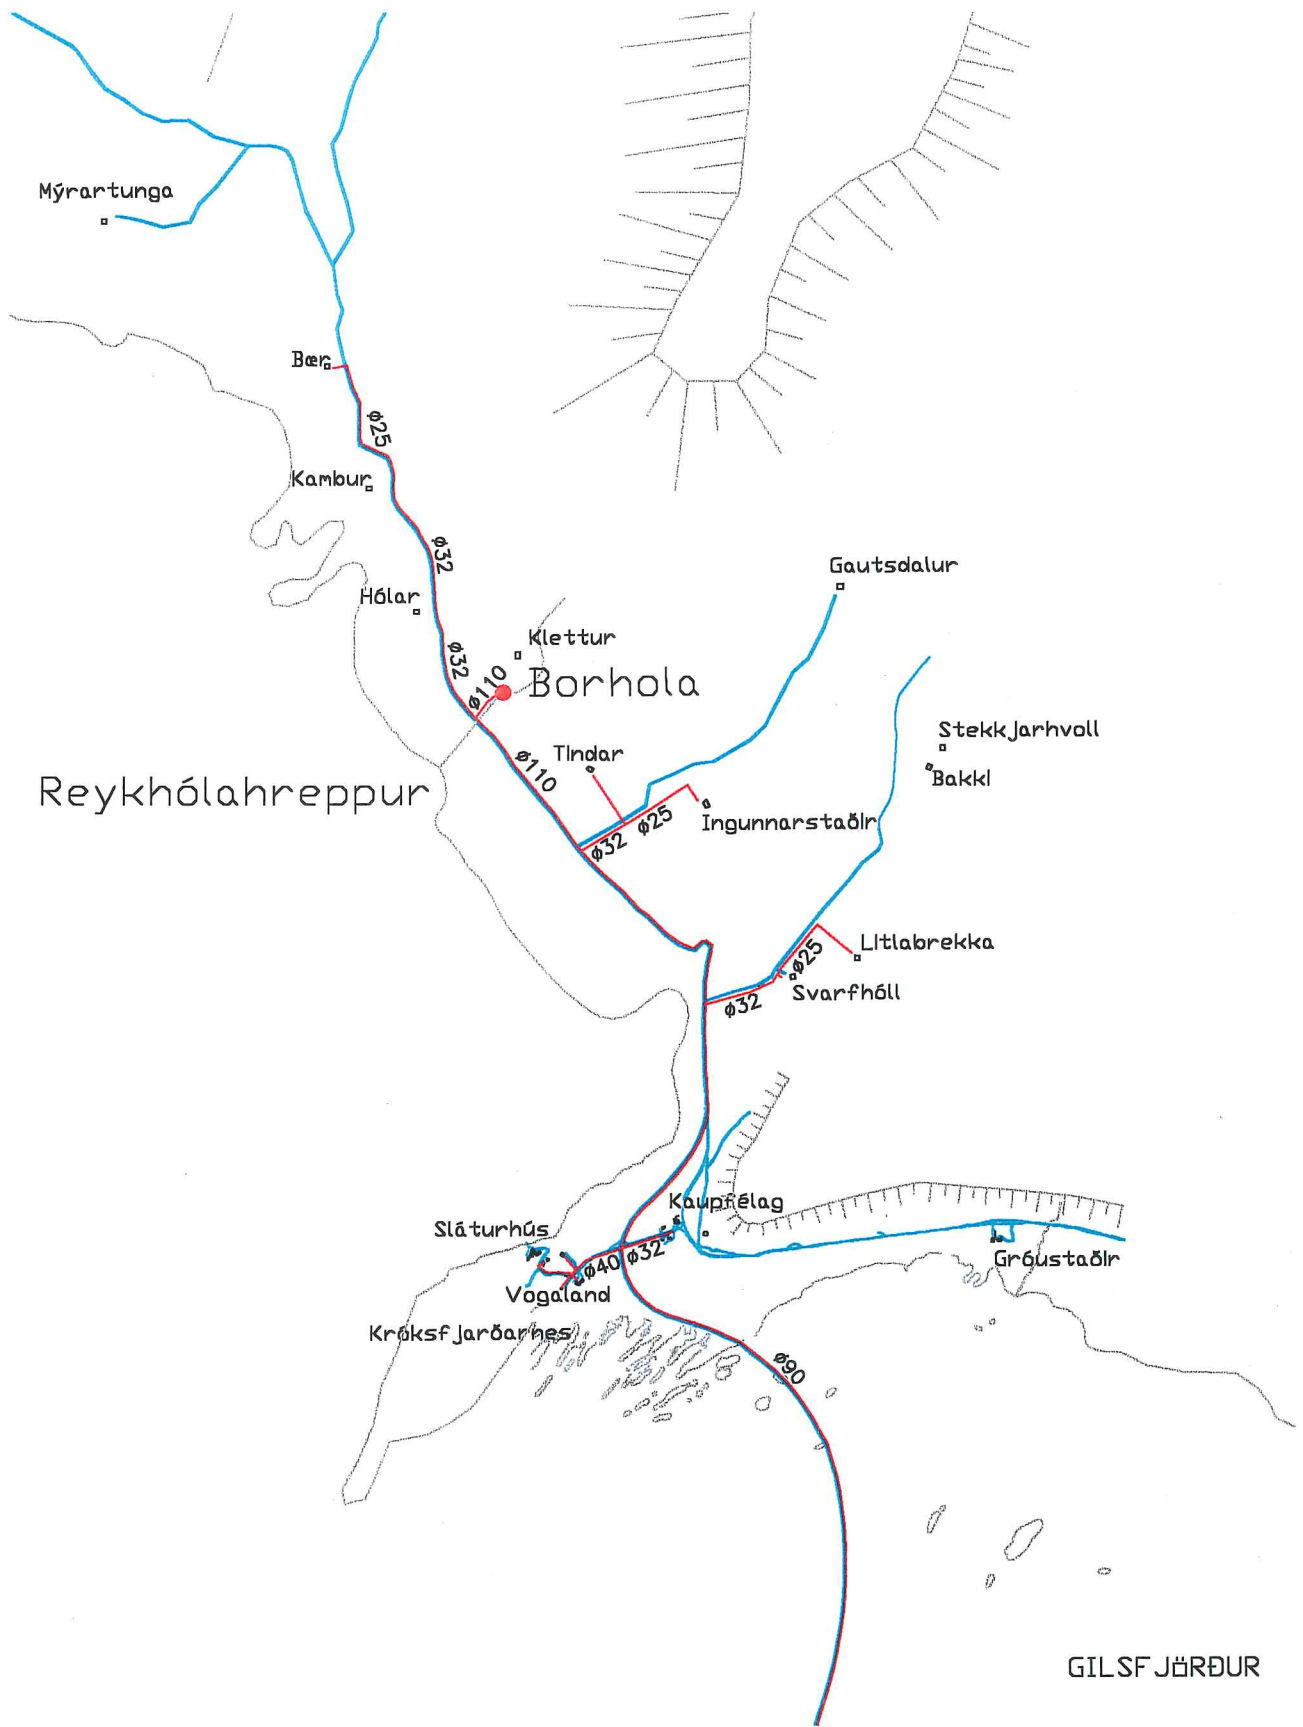 Mýrartunga
Bær
ø25
Kambur
ø32
Gautsdalur
Hólar
Klettur
ø32
ø110
Borhola
Stekkjarhvoll
Tindar
ø110
Bakki
Reykhólahreppur
ø25
Ingunnarstaðir
ø32
Litlabrekka
ø25
Svarfhóll
ø32
Kaupfélag
Sláturhús
ø32
Gróustaðir
ø40
Vogaland
Króksfjarðarnes
ø90
GILSFJÖRÐUR